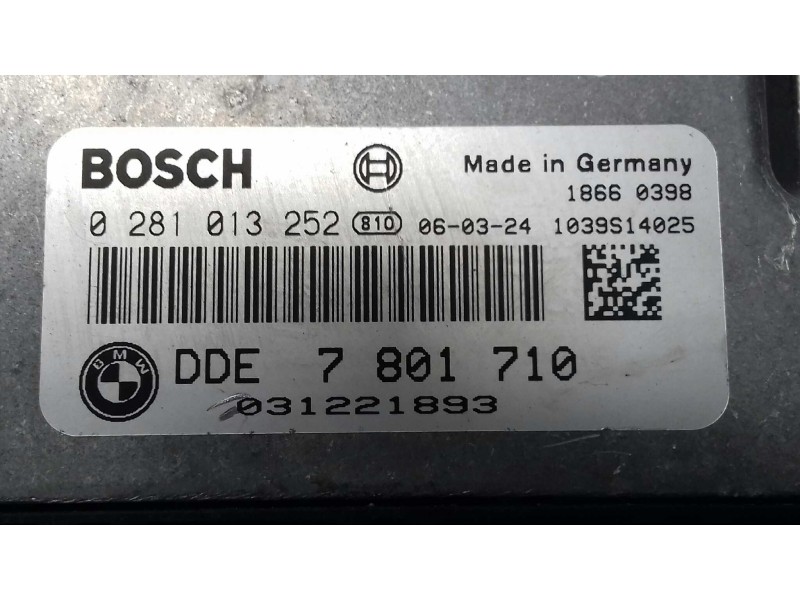 BOSCH Made in Germany
1866 0398
0 281 013 252 810 06-03-24 1039S14025
BMW DDE 7 801 710
031221893